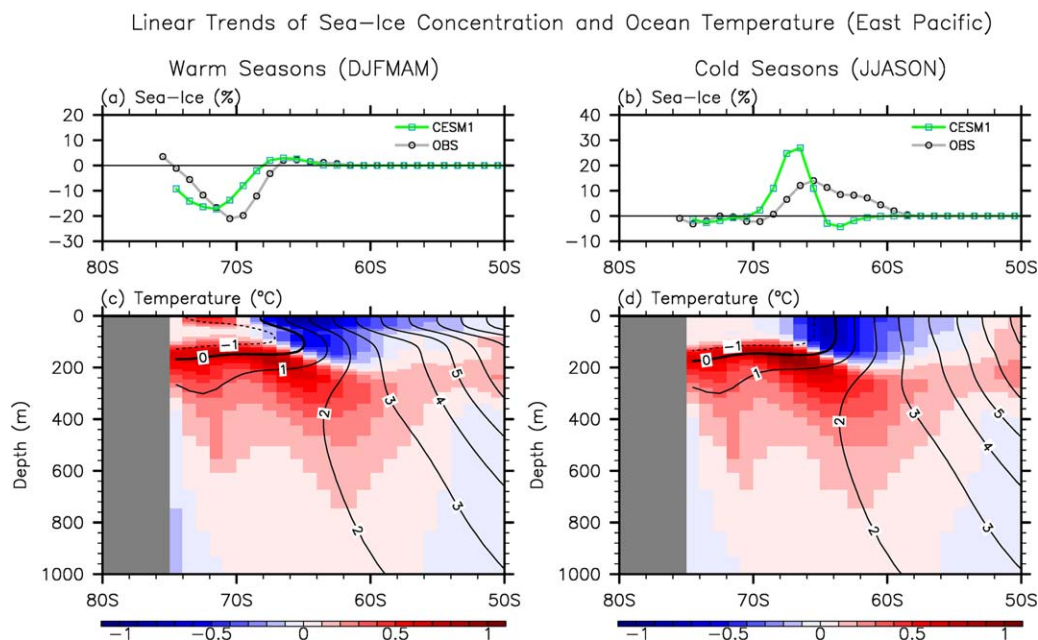 Linear Trends of Sea-Ice Concentration and Ocean Temperature (East Pacific)
Warm Seasons (DJFMAM)
Cold Seasons (JJASON)
(a) Sea-Ice (%)
20
10
0
-10
-20
-30
CESM1
OBS
80S 70S 60S 50S
(b) Sea-Ice (%)
40
30
20
10
0
-10
CESM1
OBS
80S 70S 60S 50S
(c) Temperature (°C)
Depth (m)
0
200
400
600
800
1000
-1
0
1
2
3
4
5
2
3
80S 70S 60S 50S
(d) Temperature (°C)
Depth (m)
0
200
400
600
800
1000
-1
0
1
2
3
4
5
2
3
80S 70S 60S 50S
-1 -0.5 0 0.5 1
-1 -0.5 0 0.5 1